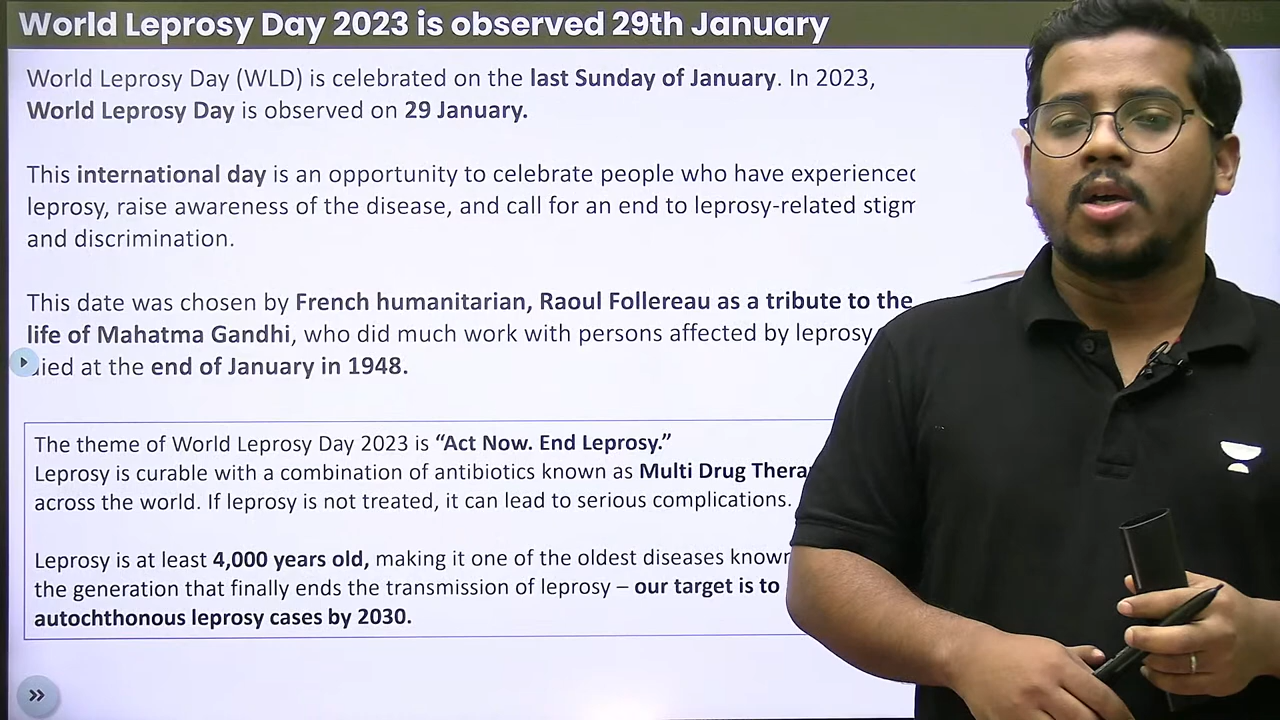 World Leprosy Day 2023 is observed 29th January
World Leprosy Day (WLD) is celebrated on the last Sunday of January. In 2023,
World Leprosy Day is observed on 29 January.
This international day is an opportunity to celebrate people who have experienced
leprosy, raise awareness of the disease, and call for an end to leprosy-related
and discrimination.
This date was chosen by French humanitarian, Raoul Follereau as a tribute to the
life of Mahatma Gandhi, who did much work with persons affected by leprosy
at the end of January in 1948.
The theme of World Leprosy Day 2023 is “Act Now. End Leprosy.”
Leprosy is curable with a combination of antibiotics known as Multi Drug
across the world. If leprosy is not treated, it can lead to serious complications.
Leprosy is at least 4,000 years old, making it one of the oldest diseases known
the generation that finally ends the transmission of leprosy – our target is to
autochthonous leprosy cases by 2030.